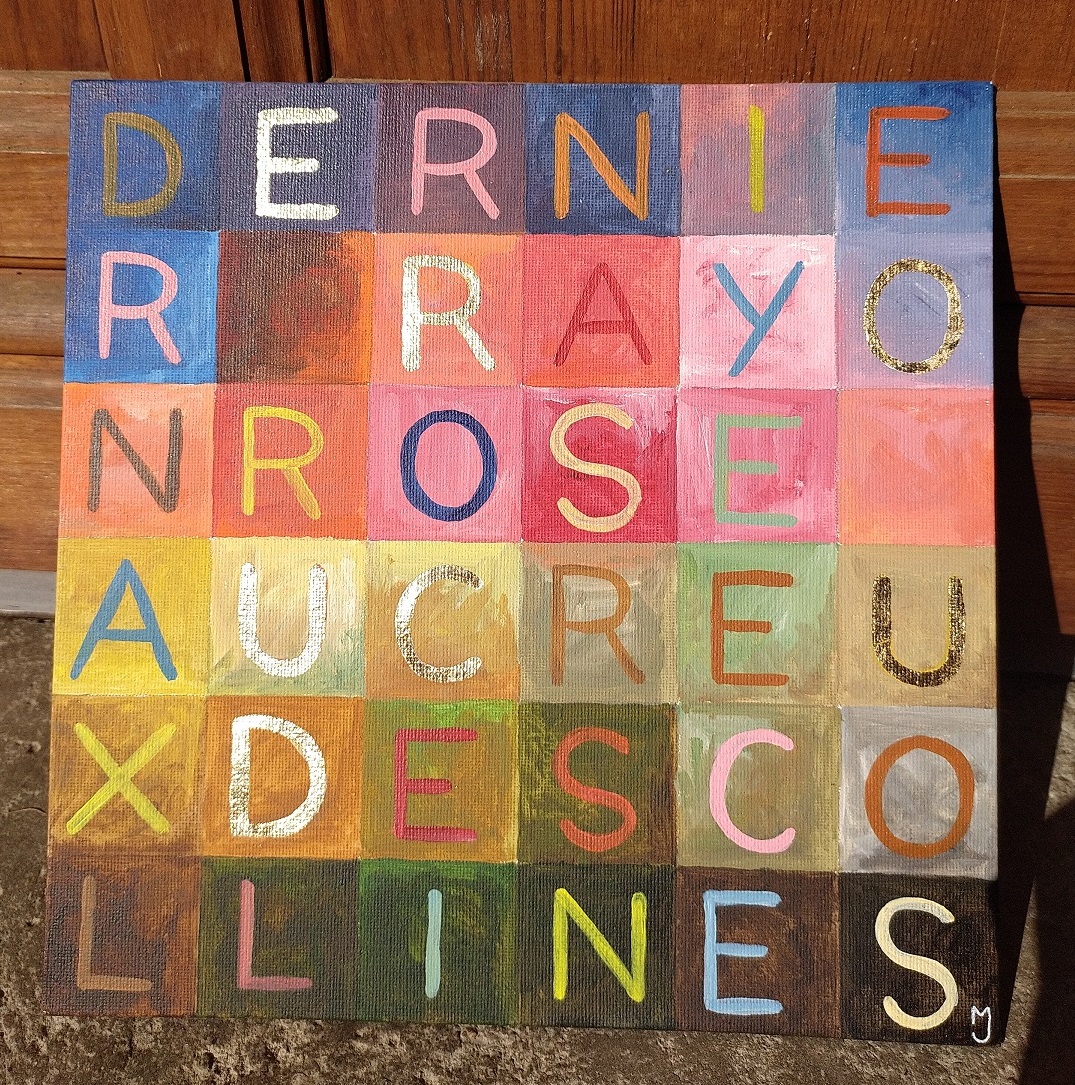 DERNIE
R RAYO
NROSE
AUCREU
XDESCO
LLINES
MJ